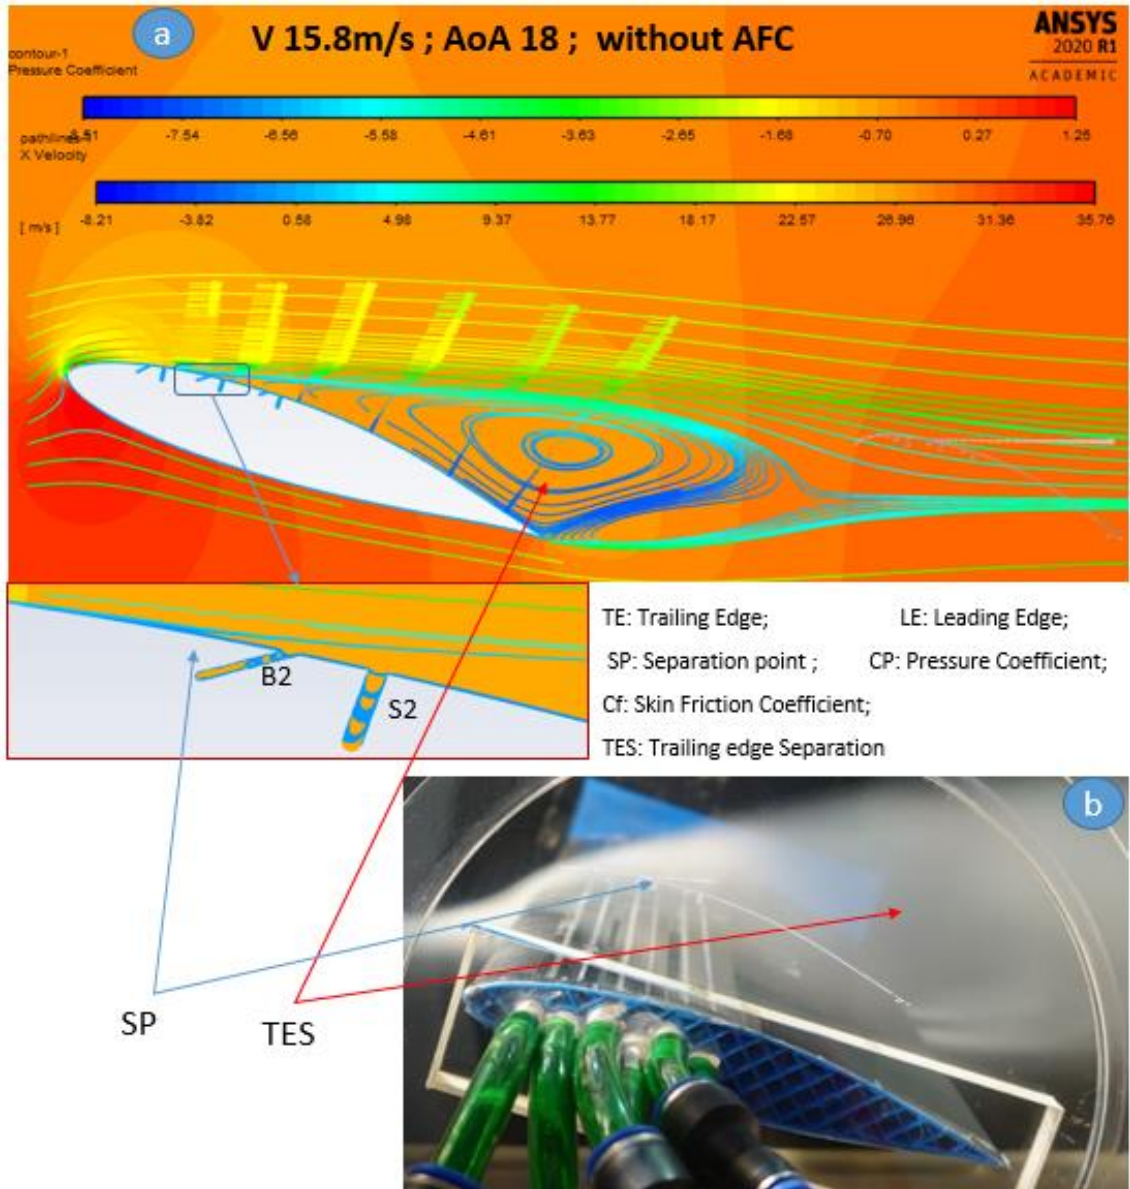 a
V 15.8m/s ; AoA 18 ; without AFC
ANSYS
2020 R1
ACADEMIC
contour-1
Pressure Coefficient
-8.51 -7.54 -6.56 -5.58 -4.61 -3.63 -2.65 -1.68 -0.70 0.27 1.25
pathlines-1
X Velocity
-8.21 -3.82 0.58 4.98 9.37 13.77 18.17 22.57 26.96 31.36 35.76
[ m/s ]
B2
S2
TE: Trailing Edge; LE: Leading Edge;
SP: Separation point ; CP: Pressure Coefficient;
Cf: Skin Friction Coefficient;
TES: Trailing edge Separation
b
SP
TES